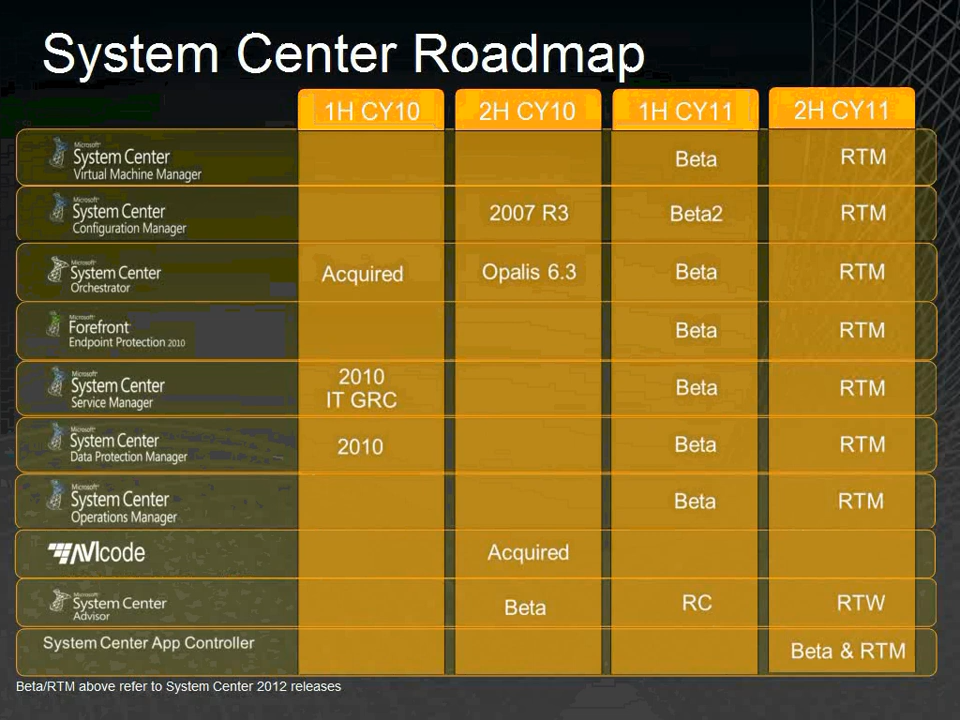 System Center Roadmap
1H CY10 2H CY10 1H CY11 2H CY11
Microsoft
System Center
Virtual Machine Manager
Beta RTM
Microsoft
System Center
Configuration Manager
2007 R3 Beta2 RTM
Microsoft
System Center
Orchestrator
Acquired Opalis 6.3 Beta RTM
Microsoft
Forefront
Endpoint Protection 2010
Beta RTM
Microsoft
System Center
Service Manager
2010
IT GRC
Beta RTM
Microsoft
System Center
Data Protection Manager
2010 Beta RTM
Microsoft
System Center
Operations Manager
Beta RTM
AVIcode
Acquired
Microsoft
System Center
Advisor
Beta RC RTW
System Center App Controller
Beta & RTM
Beta/RTM above refer to System Center 2012 releases